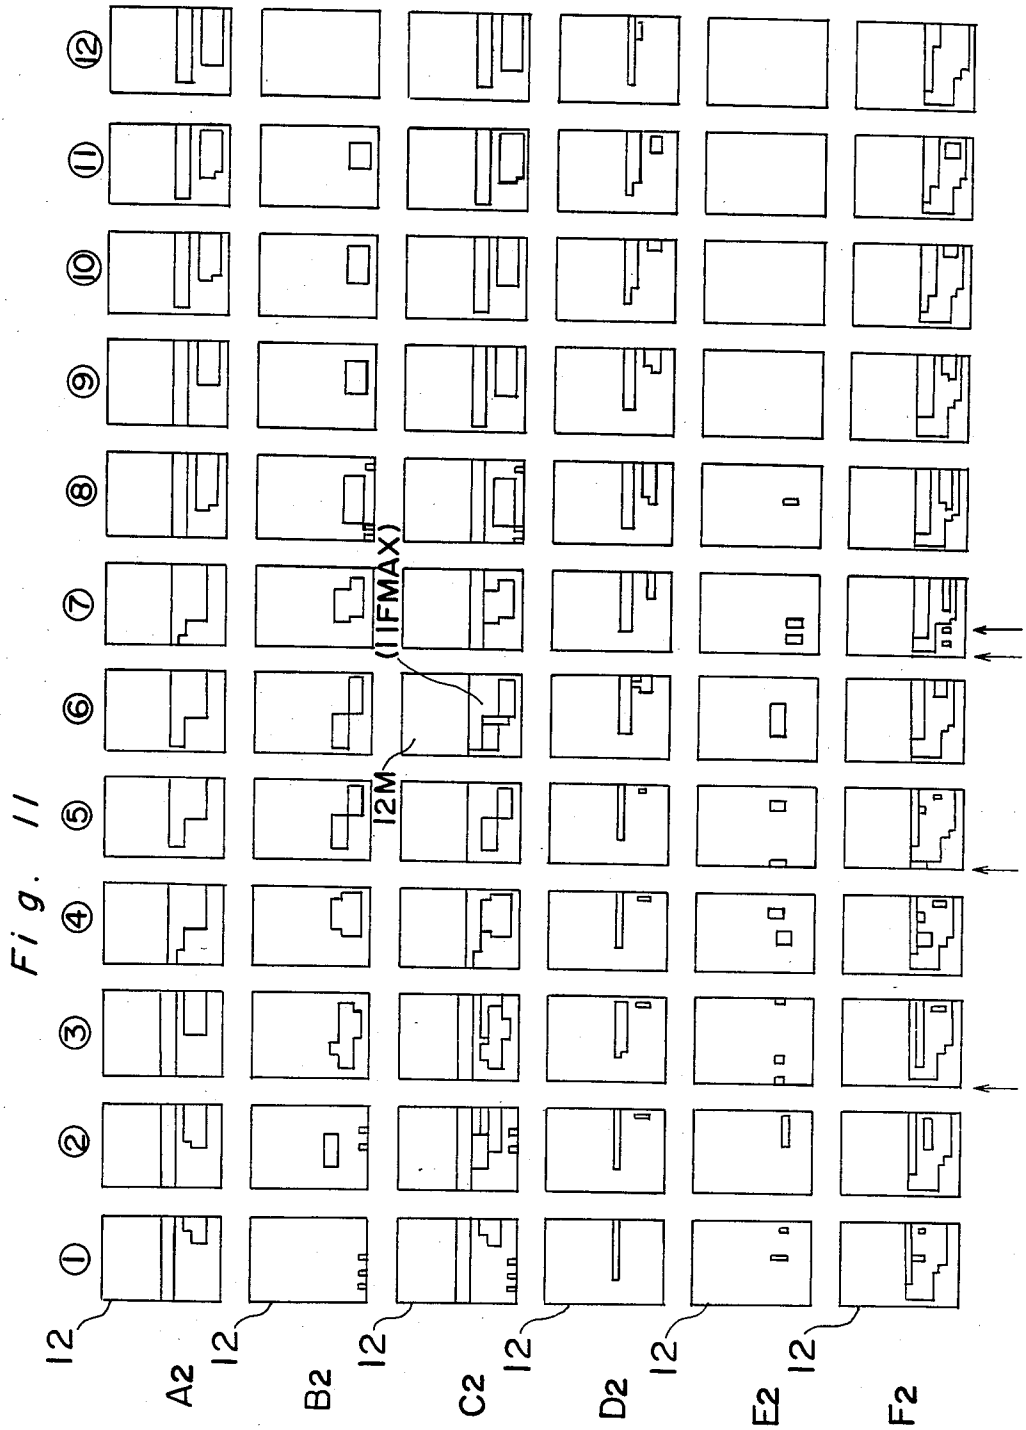 Fig. 11
① ② ③ ④ ⑤ ⑥ ⑦ ⑧ ⑨ ⑩ ⑪ ⑫
12
A2
12
B2
12
C2
12M
(11FMAX)
12
D2
12
E2
12
F2